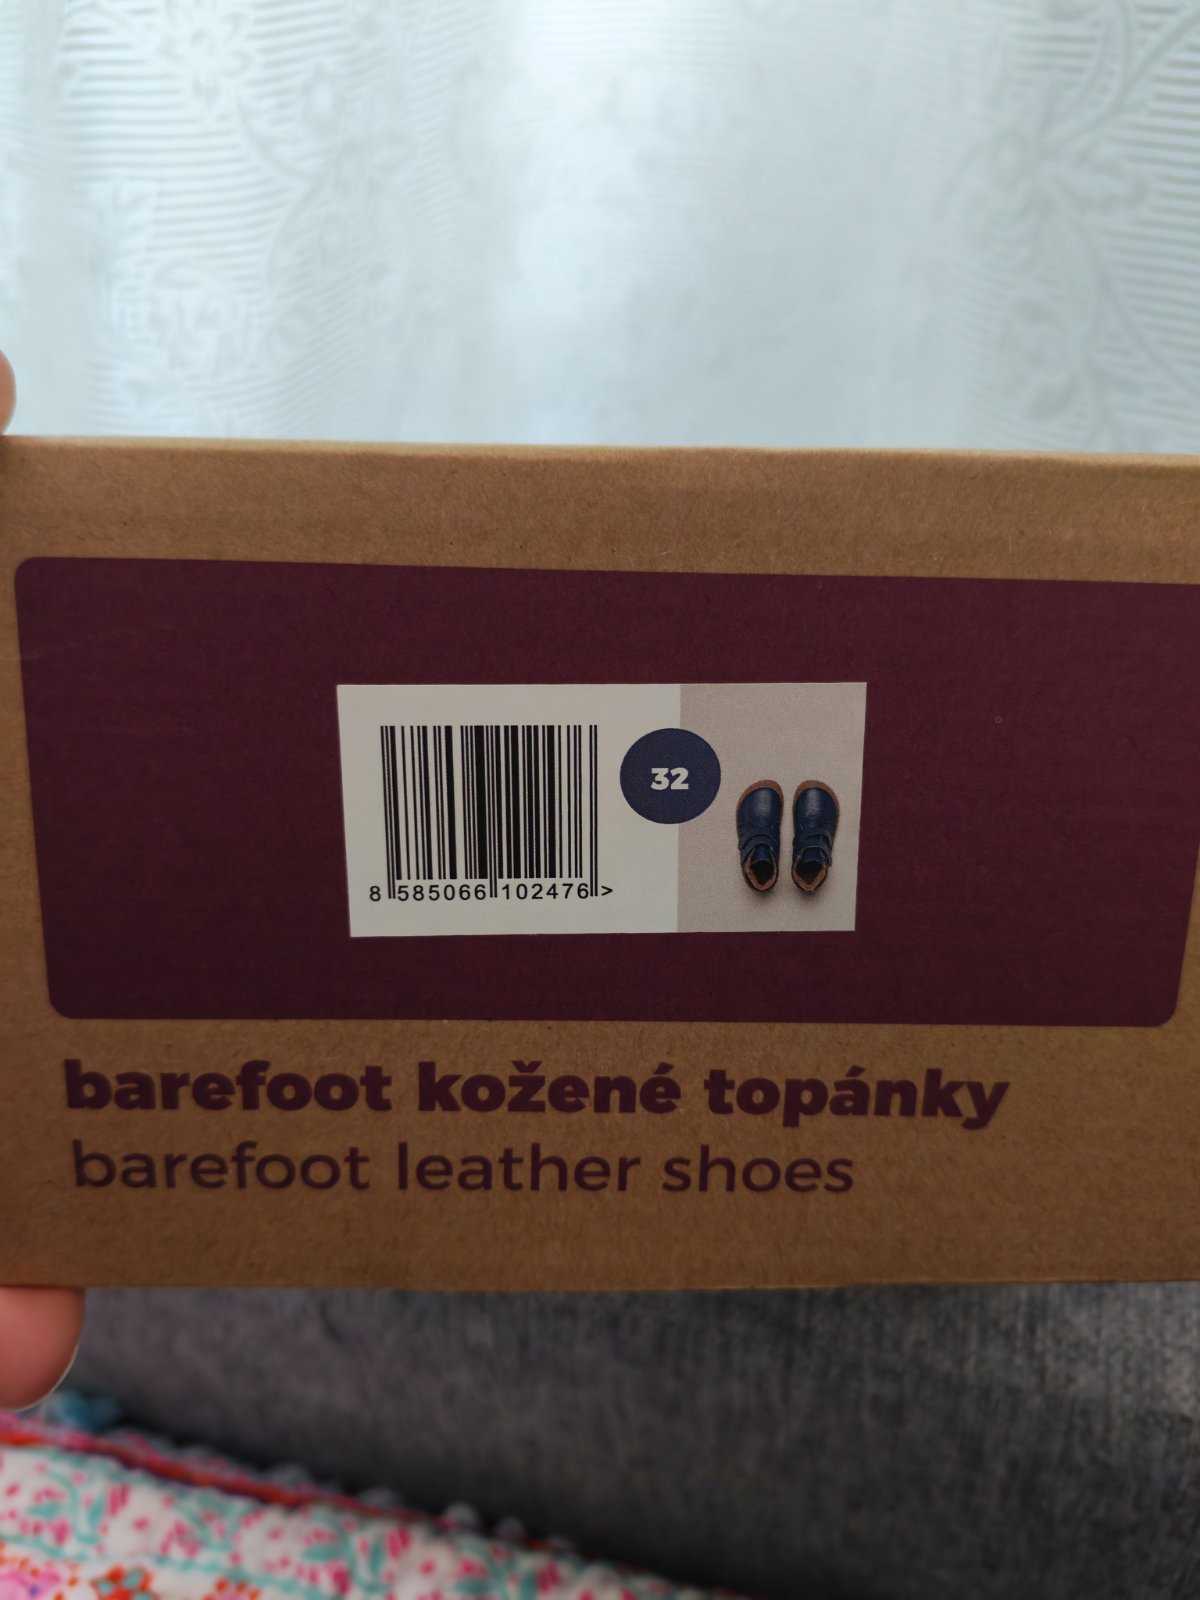 32
8 585066 102476 >
barefoot kožené topánky
barefoot leather shoes